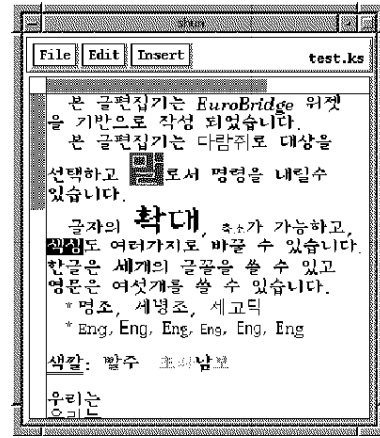 shun
File Edit Insert test.ks
본 글편집기는 EuroBridge 위젯
을 기반으로 작성 되었습니다.
본 글편집기는 다람쥐로 대상을
선택하고 말로서 명령을 내릴수
있습니다.
글자의 확대, 축소가 가능하고,
색심도 여러가지로 바꿀 수 있습니다.
한글은 세개의 글꼴을 쓸 수 있고
영문은 여섯개를 쓸 수 있습니다.
*명조, 세명조, 세고딕
*Eng, Eng, Eng, Eng, Eng, Eng
색깔: 빨주 초파남보
우리는